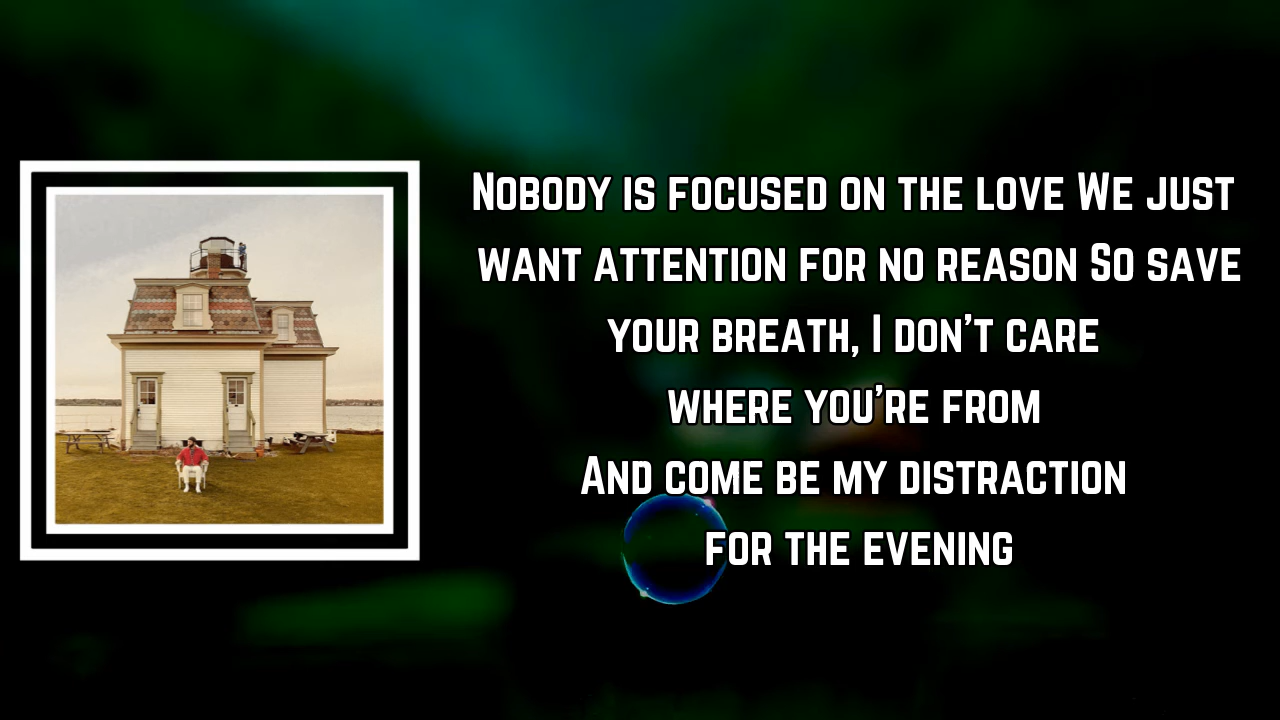 Nobody is focused on the love We just
want attention for no reason So save
your breath, I don't care
where you're from
And come be my distraction
for the evening